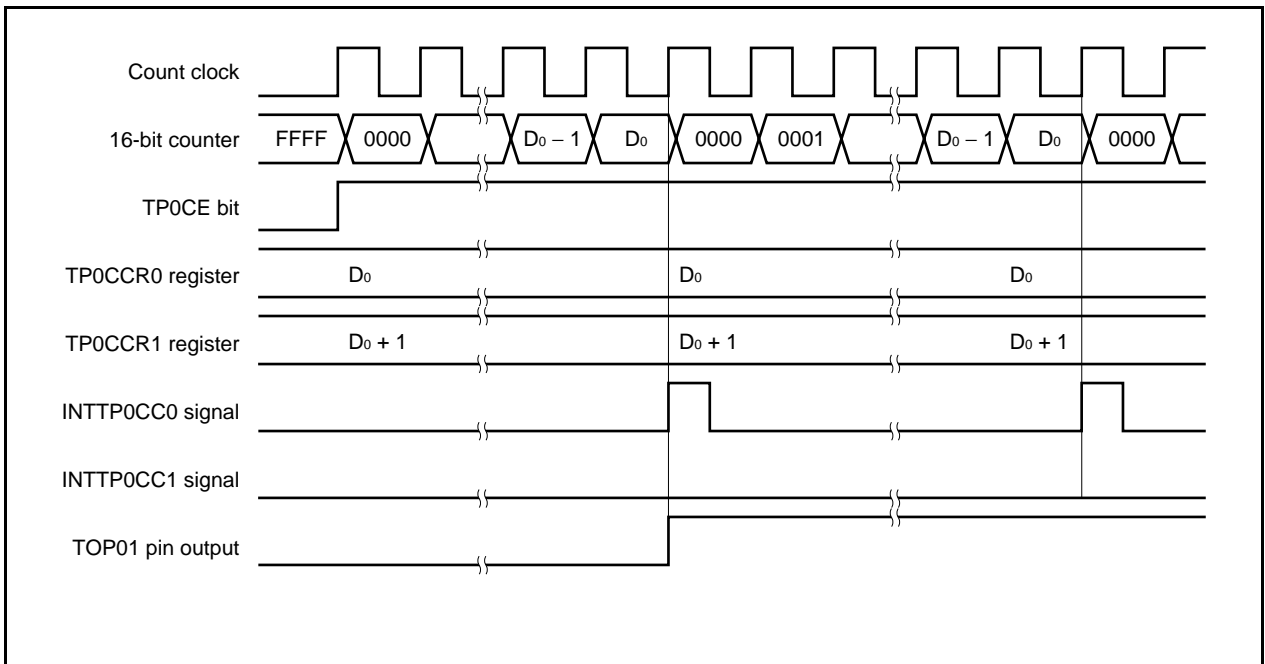 Count clock
16-bit counter FFFF 0000 D₀ − 1 D₀ 0000 0001 D₀ − 1 D₀ 0000
TP0CE bit
TP0CCR0 register D₀ D₀ D₀
TP0CCR1 register D₀ + 1 D₀ + 1 D₀ + 1
INTTP0CC0 signal
INTTP0CC1 signal
TOP01 pin output